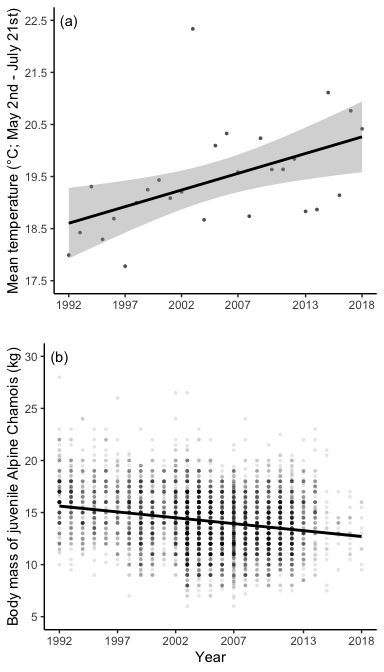 (a)
Mean temperature (°C; May 2nd - July 21st)
22.5
21.5
20.5
19.5
18.5
17.5
1992 1997 2002 2007 2013 2018
(b)
Body mass of juvenile Alpine Chamois (kg)
30
25
20
15
10
5
1992 1997 2002 2007 2013 2018
Year